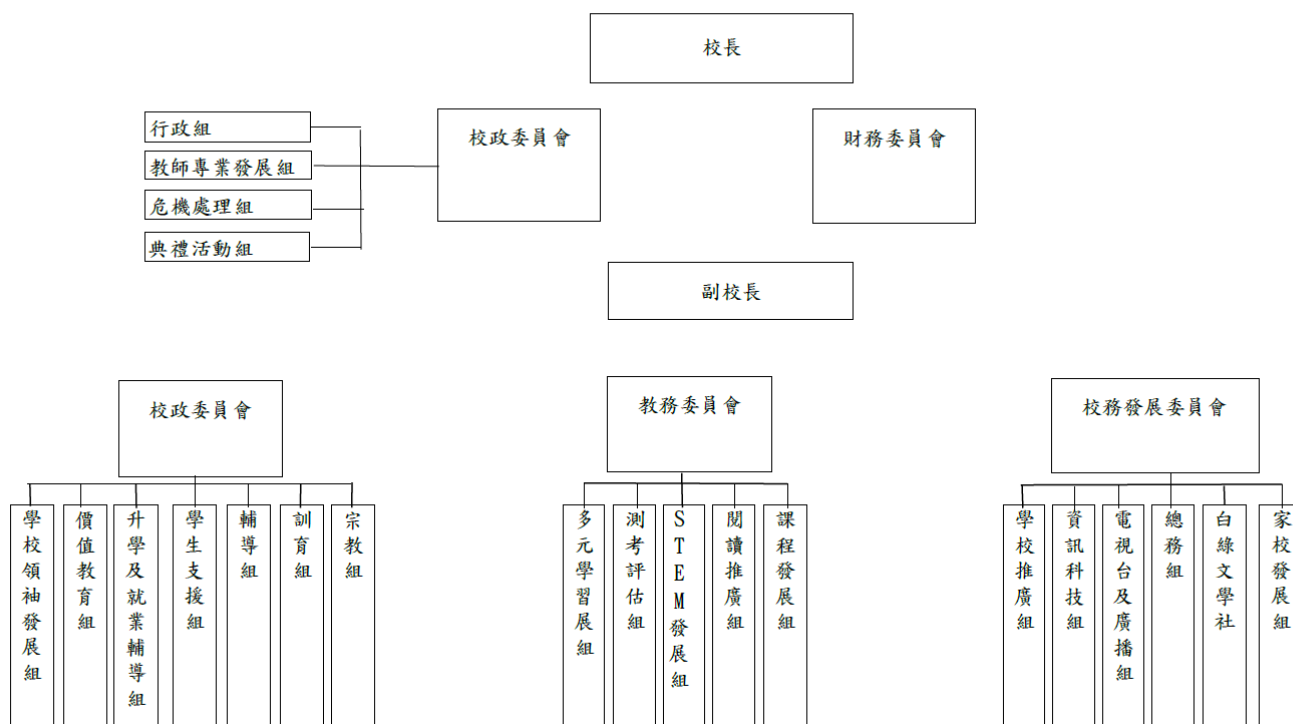 校長
校政委員會
財務委員會
行政組
教師專業發展組
危機處理組
典禮活動組
副校長
校政委員會
教務委員會
校務發展委員會
學校領袖發展組
價值教育組
升學及就業輔導組
學生支援組
輔導組
訓育組
宗教組
多元學習展組
測考評估組
STEM發展組
閱讀推廣組
課程發展組
學校推廣組
資訊科技組
電視台及廣播組
總務組
白綠文學社
家校發展組